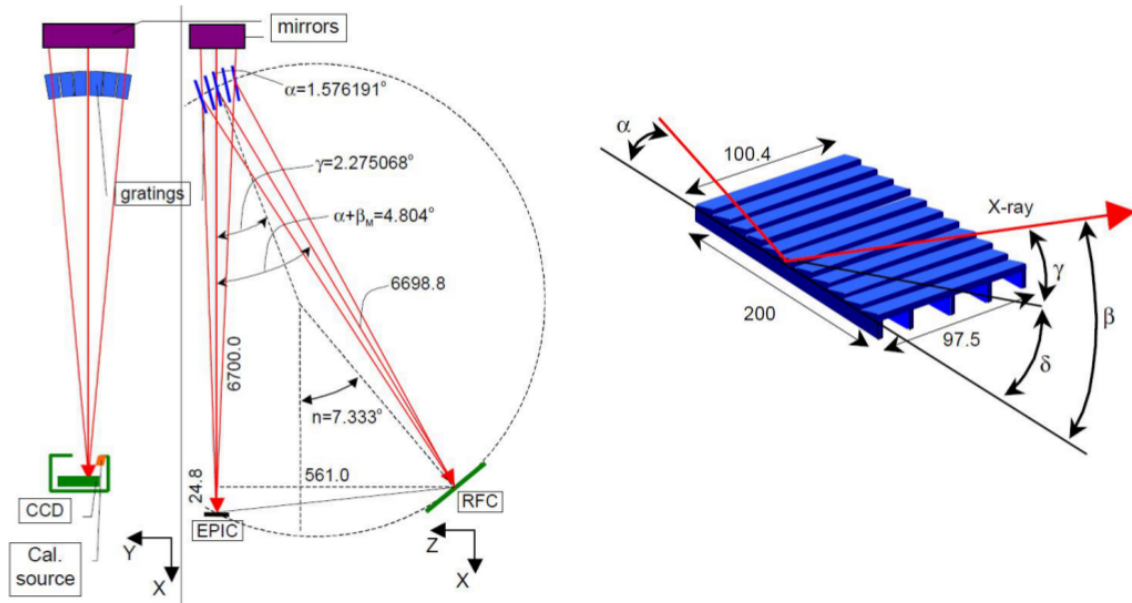 mirrors
α=1.576191°
γ=2.275068°
gratings
α+βM=4.804°
6698.8
6700.0
n=7.333°
24.8
561.0
CCD
EPIC
RFC
Cal.
source
Y
X
Z
X
α
100.4
X-ray
γ
200
97.5
β
δ